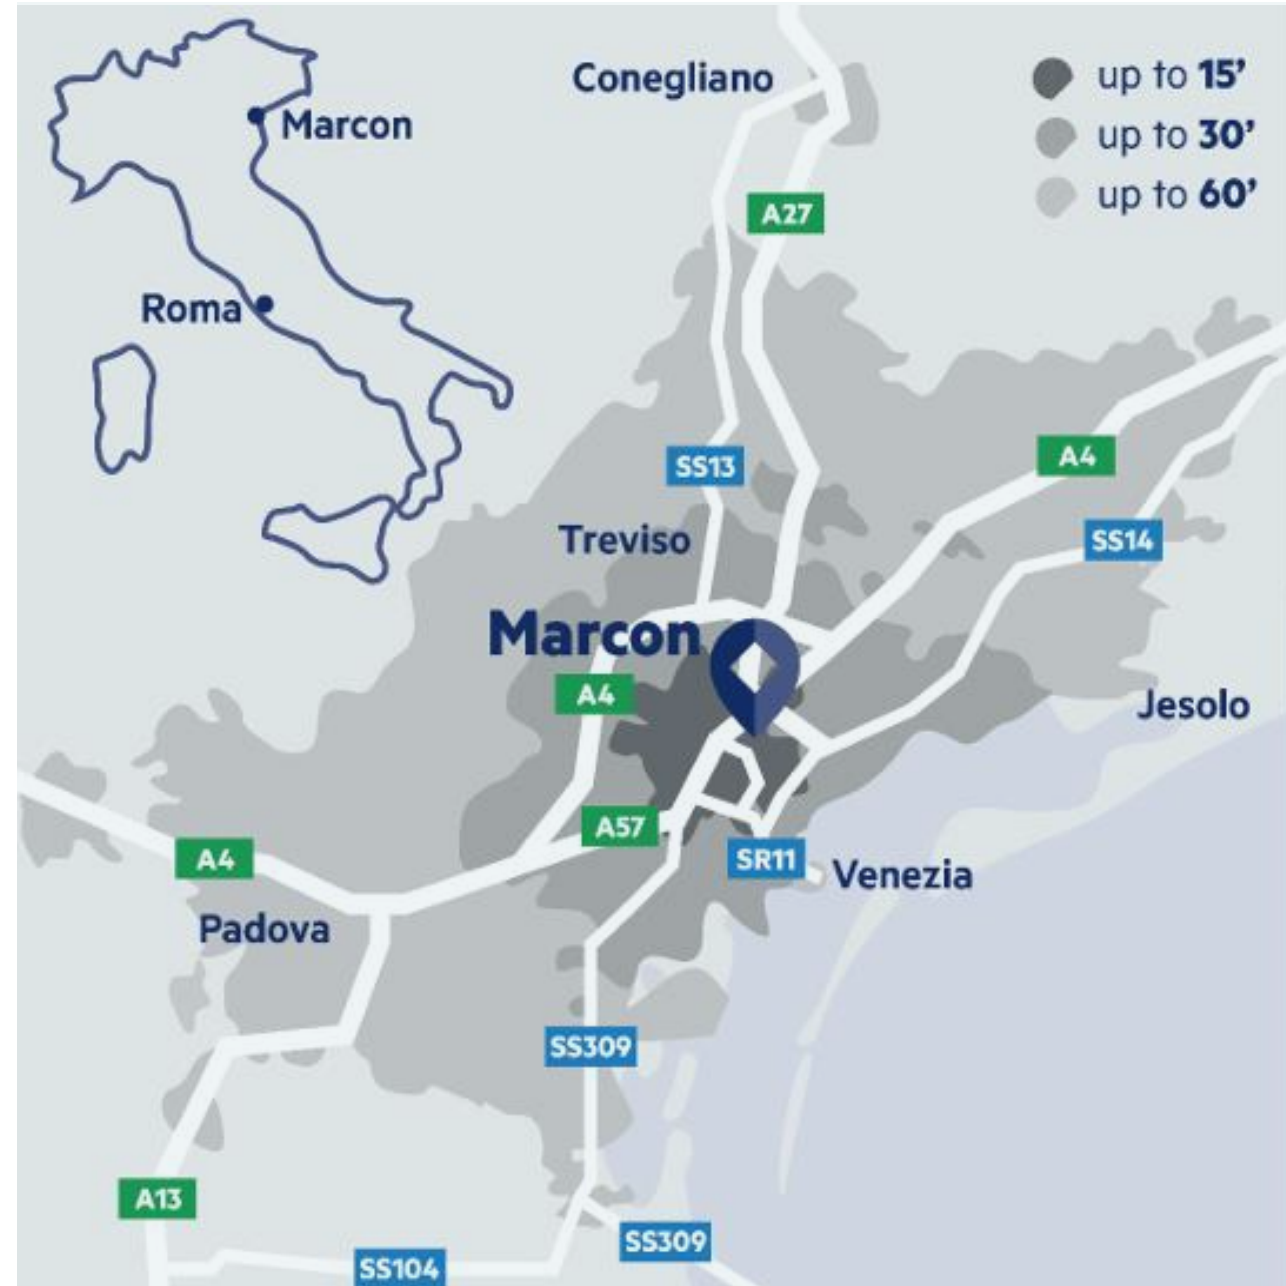 Marcon
Roma
Conegliano
up to 15’
up to 30’
up to 60’
A27
A4
SS13
SS14
Treviso
Marcon
A4
Jesolo
A57
A4
SR11
Venezia
Padova
SS309
A13
SS309
SS104